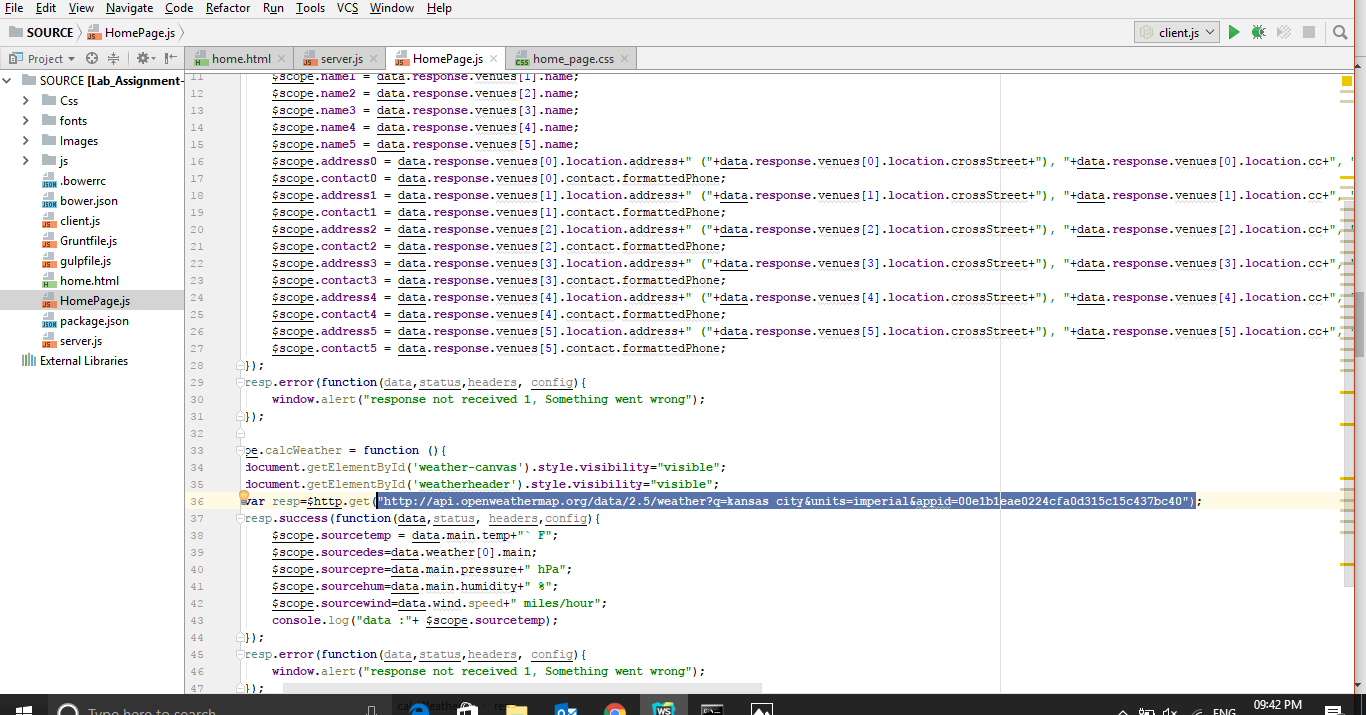 File Edit View Navigate Code Refactor Run Tools VCS Window Help
SOURCE HomePage.js client.js
Project home.html server.js HomePage.js home_page.css
SOURCE [Lab_Assignment-
Css
fonts
Images
js
.bowerrc
bower.json
client.js
Gruntfile.js
gulpfile.js
home.html
HomePage.js
package.json
server.js
External Libraries
11 $scope.name1 = data.response.venues[1].name;
12 $scope.name2 = data.response.venues[2].name;
13 $scope.name3 = data.response.venues[3].name;
14 $scope.name4 = data.response.venues[4].name;
15 $scope.name5 = data.response.venues[5].name;
16 $scope.address0 = data.response.venues[0].location.address+" ("+data.response.venues[0].location.crossStreet+"), "+data.response.venues[0].location.cc+", "
17 $scope.contact0 = data.response.venues[0].contact.formattedPhone;
18 $scope.address1 = data.response.venues[1].location.address+" ("+data.response.venues[1].location.crossStreet+"), "+data.response.venues[1].location.cc+", "
19 $scope.contact1 = data.response.venues[1].contact.formattedPhone;
20 $scope.address2 = data.response.venues[2].location.address+" ("+data.response.venues[2].location.crossStreet+"), "+data.response.venues[2].location.cc+", "
21 $scope.contact2 = data.response.venues[2].contact.formattedPhone;
22 $scope.address3 = data.response.venues[3].location.address+" ("+data.response.venues[3].location.crossStreet+"), "+data.response.venues[3].location.cc+", "
23 $scope.contact3 = data.response.venues[3].contact.formattedPhone;
24 $scope.address4 = data.response.venues[4].location.address+" ("+data.response.venues[4].location.crossStreet+"), "+data.response.venues[4].location.cc+", "
25 $scope.contact4 = data.response.venues[4].contact.formattedPhone;
26 $scope.address5 = data.response.venues[5].location.address+" ("+data.response.venues[5].location.crossStreet+"), "+data.response.venues[5].location.cc+", "
27 $scope.contact5 = data.response.venues[5].contact.formattedPhone;
28 });
29 resp.error(function(data,status,headers, config){
30 window.alert("response not received 1, Something went wrong");
31 });
32
33 pe.calcWeather = function (){
34 document.getElementById('weather-canvas').style.visibility="visible";
35 document.getElementById('weatherheader').style.visibility="visible";
36 var resp=$http.get("http://api.openweathermap.org/data/2.5/weather?q=kansas city&units=imperial&appid=00e1b1eae0224cfa0d315c15c437bc40");
37 resp.success(function(data,status, headers,config){
38 $scope.sourcetemp = data.main.temp+"` F";
39 $scope.sourcedes=data.weather[0].main;
40 $scope.sourcepre=data.main.pressure+" hPa";
41 $scope.sourcehum=data.main.humidity+" %";
42 $scope.sourcewind=data.wind.speed+" miles/hour";
43 console.log("data :"+ $scope.sourcetemp);
44 });
45 resp.error(function(data,status,headers, config){
46 window.alert("response not received 1, Something went wrong");
47 });
Type here to search
ENG
09:42 PM